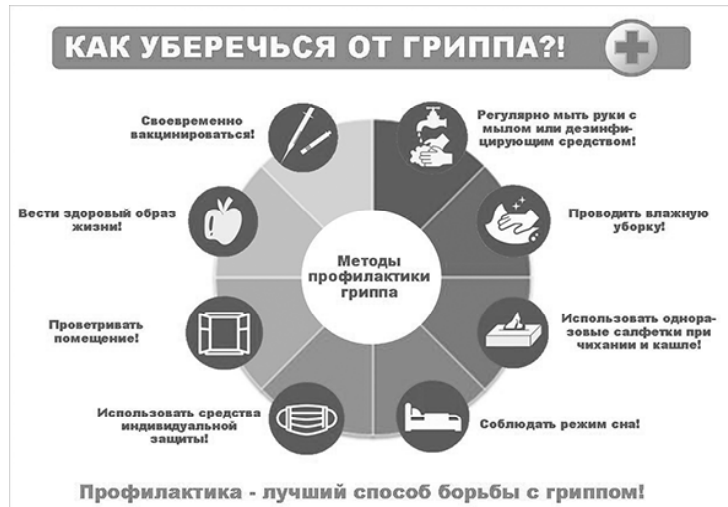 КАК УБЕРЕЧЬСЯ ОТ ГРИППА?!
Своевременно
вакцинироваться!
Регулярно мыть руки с
мылом или дезинфи-
цирующим средством!
Вести здоровый образ
жизни!
Проводить влажную
уборку!
Методы
профилактики
гриппа
Проветривать
помещение!
Использовать однора-
зовые салфетки при
чихании и кашле!
Использовать средства
индивидуальной
защиты!
Соблюдать режим сна!
Профилактика - лучший способ борьбы с гриппом!